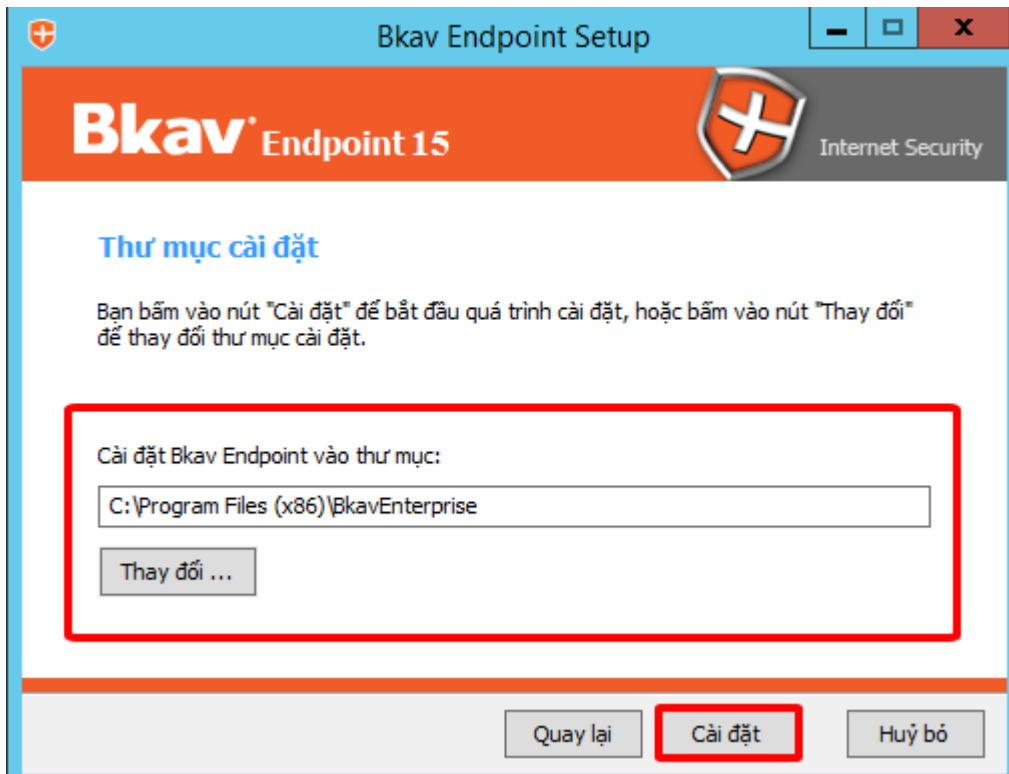 Bkav Endpoint Setup
Bkav Endpoint 15
Internet Security
Thư mục cài đặt
Bạn bấm vào nút "Cài đặt" để bắt đầu quá trình cài đặt, hoặc bấm vào nút "Thay đổi"
để thay đổi thư mục cài đặt.
Cài đặt Bkav Endpoint vào thư mục:
C:\Program Files (x86)\BkavEnterprise
Thay đổi ...
Quay lại
Cài đặt
Huỷ bỏ